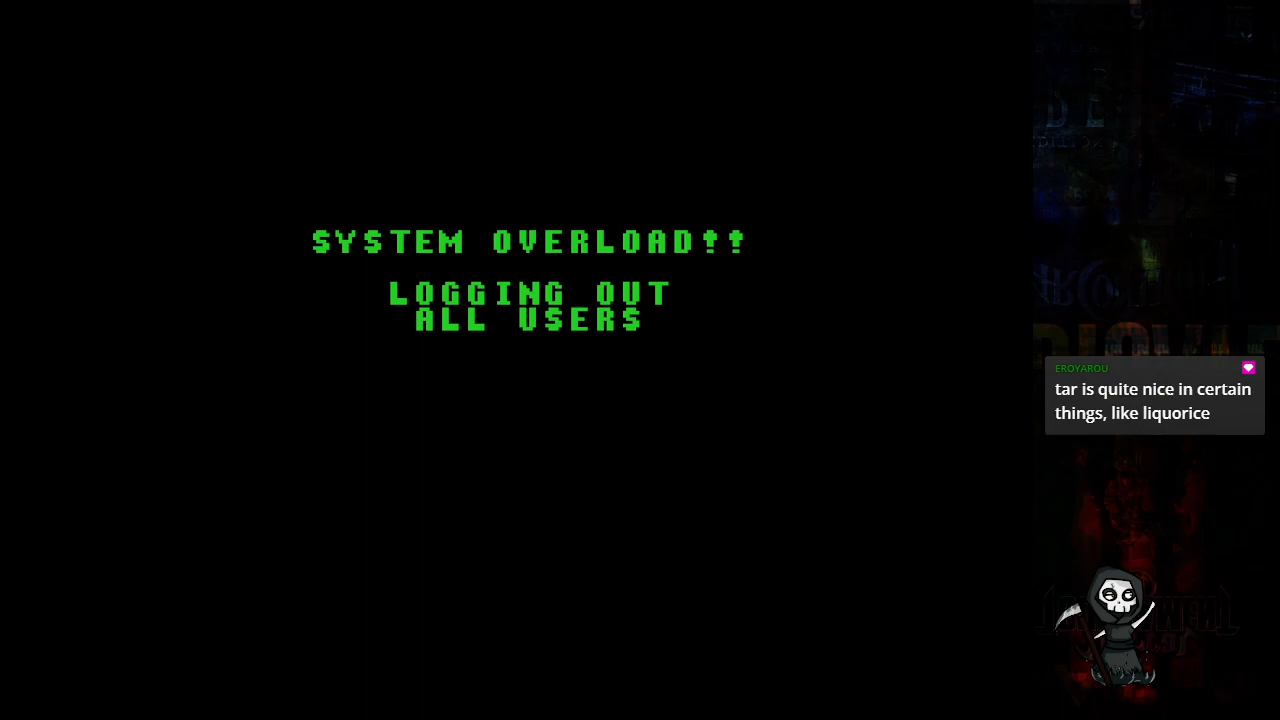 SYSTEM OVERLOAD!!
LOGGING OUT
ALL USERS
EROYAROU
tar is quite nice in certain
things, like liquorice